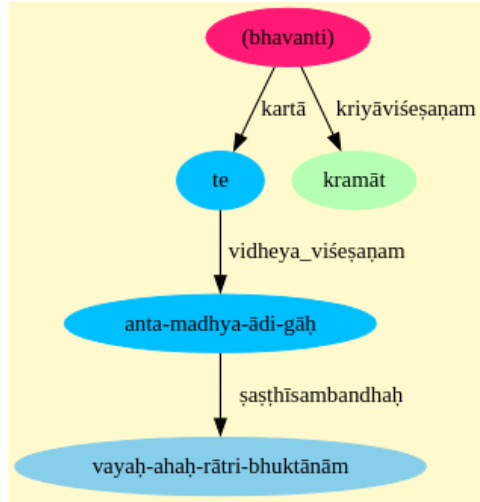 (bhavanti)
kartā kriyāviśeṣaṇam
te kramāt
vidheya_viśeṣaṇam
anta-madhya-ādi-gāḥ
ṣaṣṭhīsambandhaḥ
vayaḥ-ahaḥ-rātri-bhuktānām